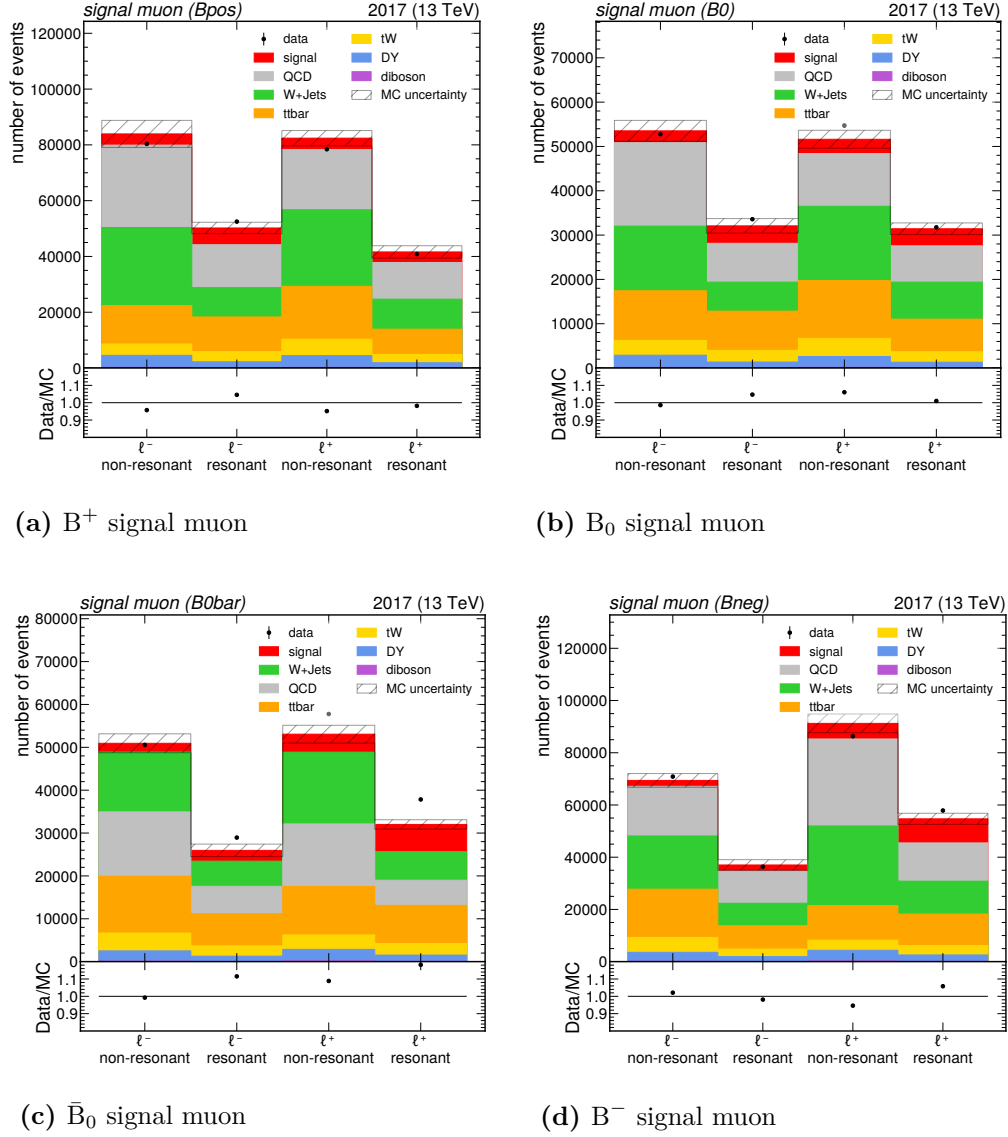 signal muon (Bpos) 2017 (13 TeV)
number of events
120000
100000
80000
60000
40000
20000
0
data
signal
QCD
W+Jets
ttbar
tW
DY
diboson
MC uncertainty
Data/MC
1.1
1.0
0.9
ℓ⁻ ℓ⁻ ℓ⁺ ℓ⁺
non-resonant resonant non-resonant resonant
(a) B⁺ signal muon
signal muon (B0) 2017 (13 TeV)
number of events
70000
60000
50000
40000
30000
20000
10000
0
data
signal
QCD
W+Jets
ttbar
tW
DY
diboson
MC uncertainty
Data/MC
1.1
1.0
0.9
ℓ⁻ ℓ⁻ ℓ⁺ ℓ⁺
non-resonant resonant non-resonant resonant
(b) B₀ signal muon
signal muon (B0bar) 2017 (13 TeV)
number of events
80000
70000
60000
50000
40000
30000
20000
10000
0
data
signal
W+Jets
QCD
ttbar
tW
DY
diboson
MC uncertainty
Data/MC
1.1
1.0
0.9
ℓ⁻ ℓ⁻ ℓ⁺ ℓ⁺
non-resonant resonant non-resonant resonant
(c) B̄₀ signal muon
signal muon (Bneg) 2017 (13 TeV)
number of events
120000
100000
80000
60000
40000
20000
0
data
signal
QCD
W+Jets
ttbar
tW
DY
diboson
MC uncertainty
Data/MC
1.1
1.0
0.9
ℓ⁻ ℓ⁻ ℓ⁺ ℓ⁺
non-resonant resonant non-resonant resonant
(d) B⁻ signal muon